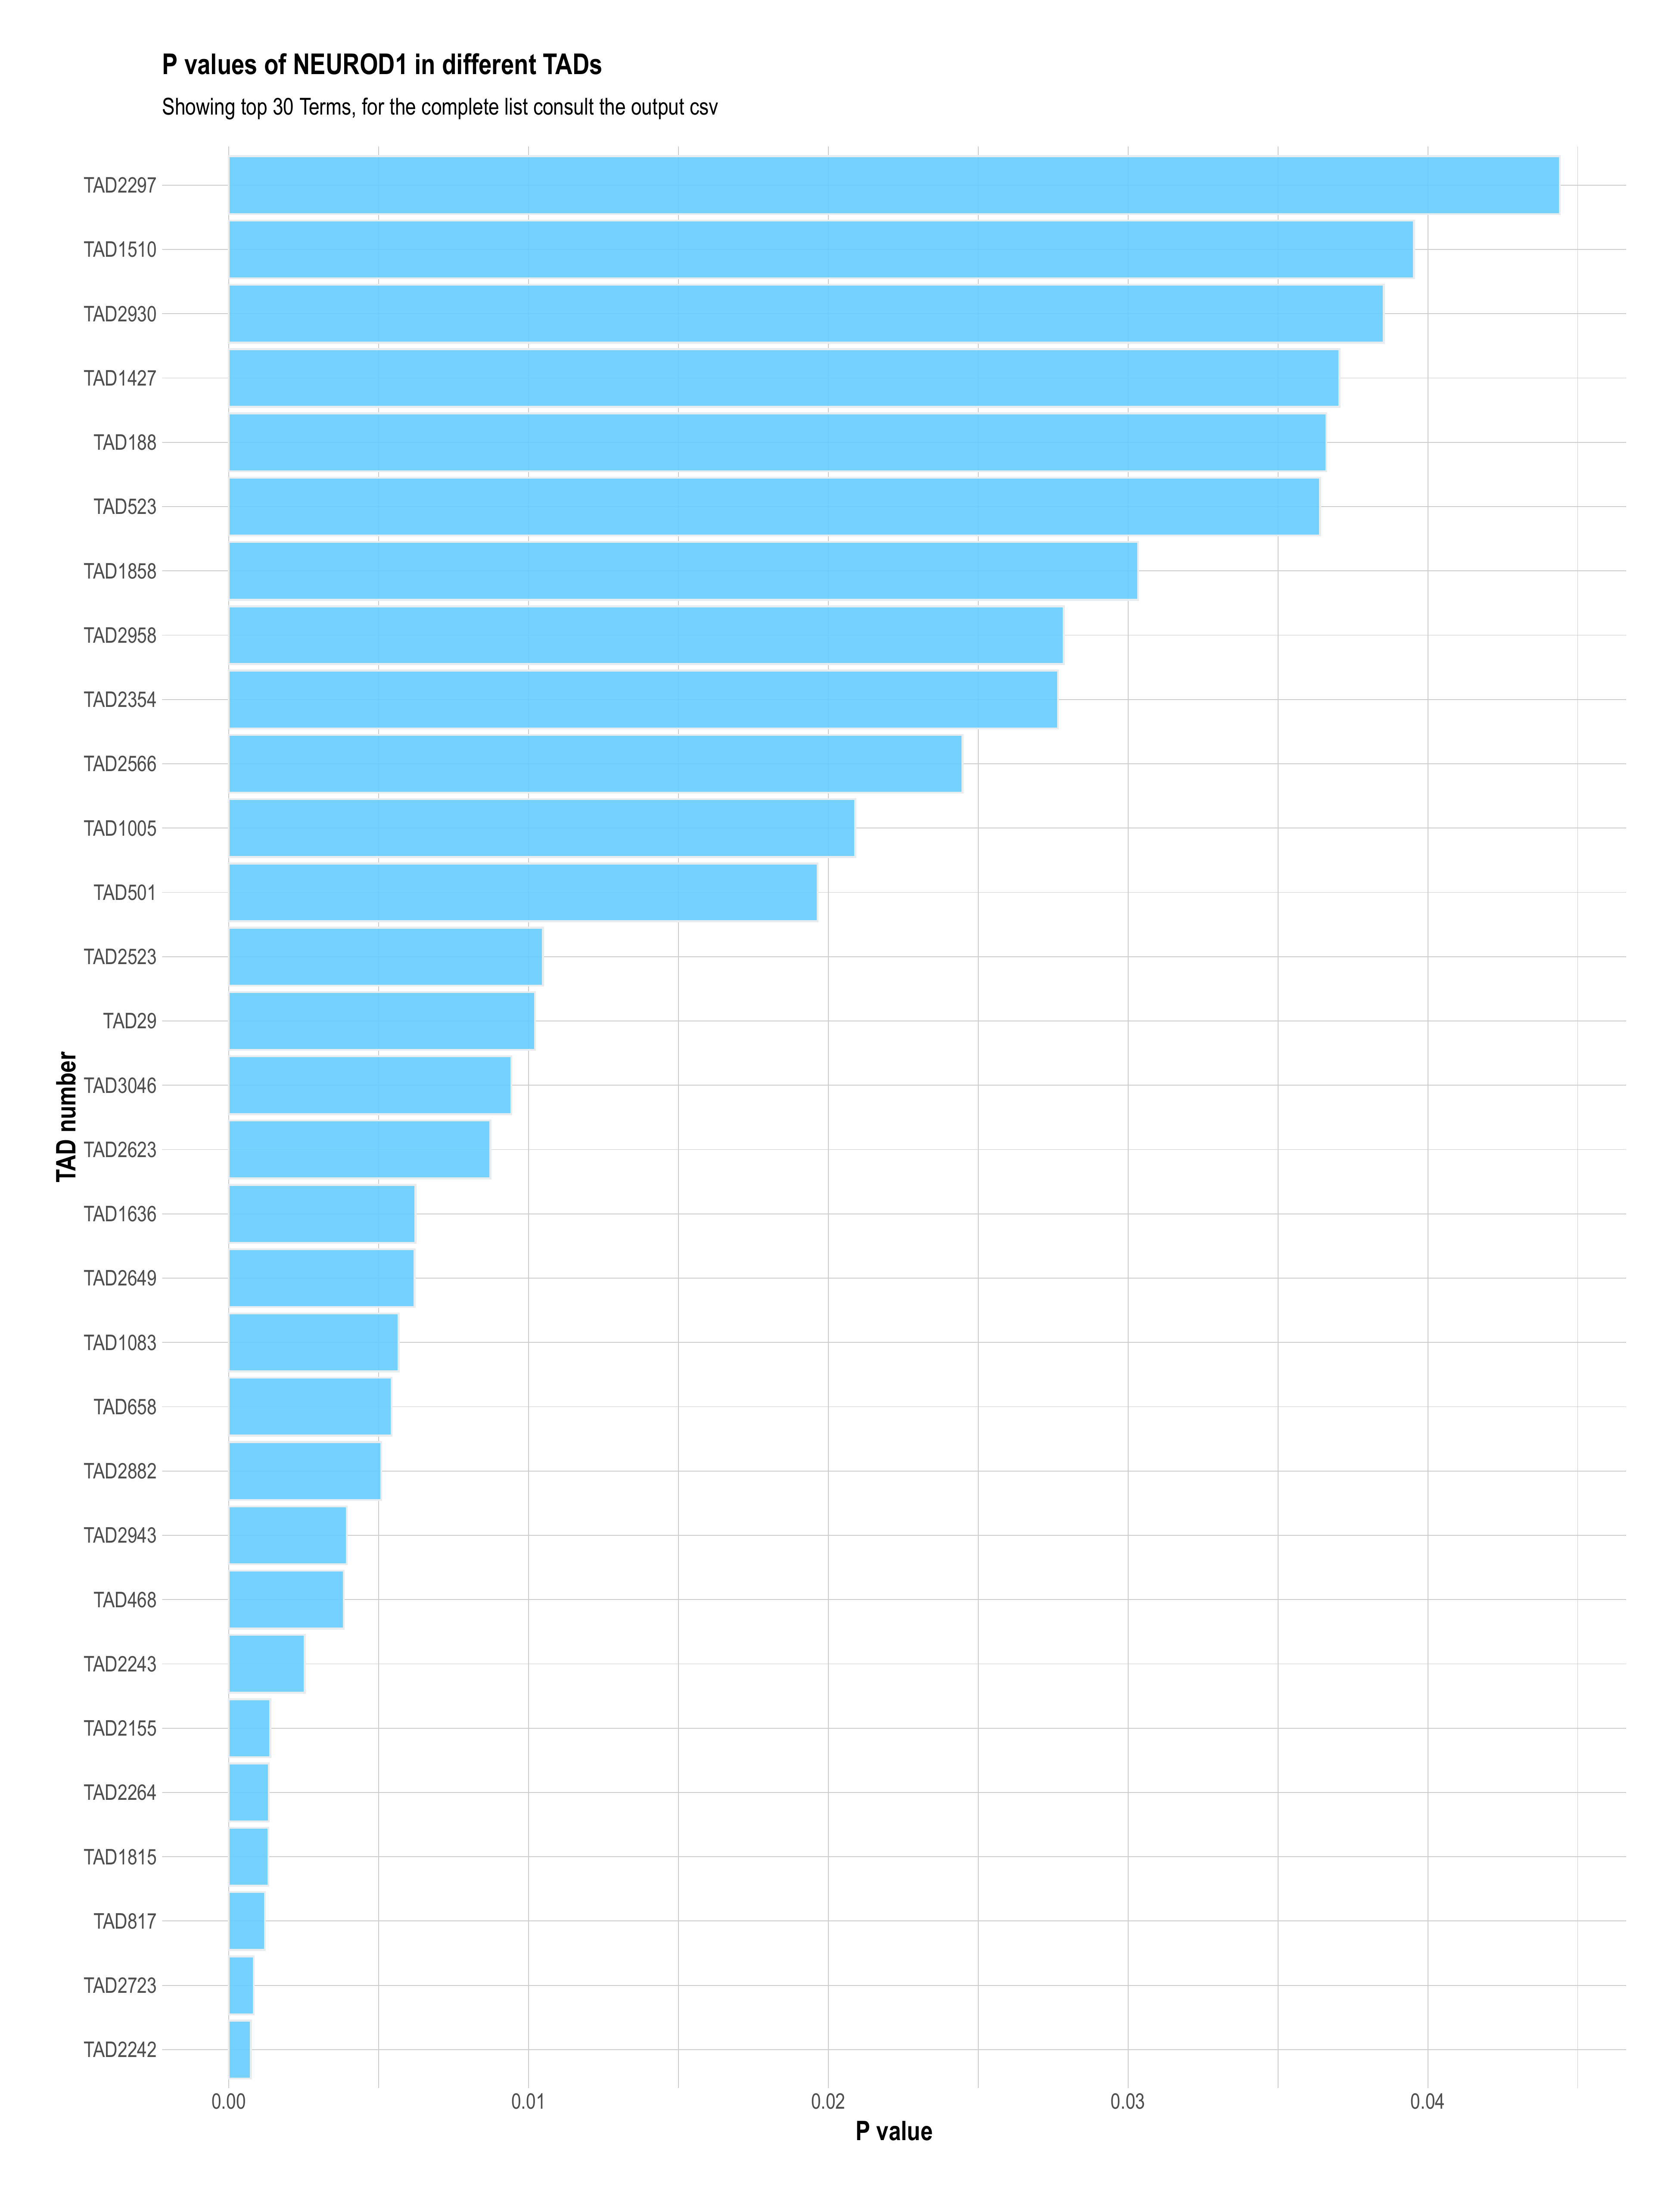 P values of NEUROD1 in different TADs
Showing top 30 Terms, for the complete list consult the output csv
TAD number
TAD2297
TAD1510
TAD2930
TAD1427
TAD188
TAD523
TAD1858
TAD2958
TAD2354
TAD2566
TAD1005
TAD501
TAD2523
TAD29
TAD3046
TAD2623
TAD1636
TAD2649
TAD1083
TAD658
TAD2882
TAD2943
TAD468
TAD2243
TAD2155
TAD2264
TAD1815
TAD817
TAD2723
TAD2242
0.00 0.01 0.02 0.03 0.04
P value